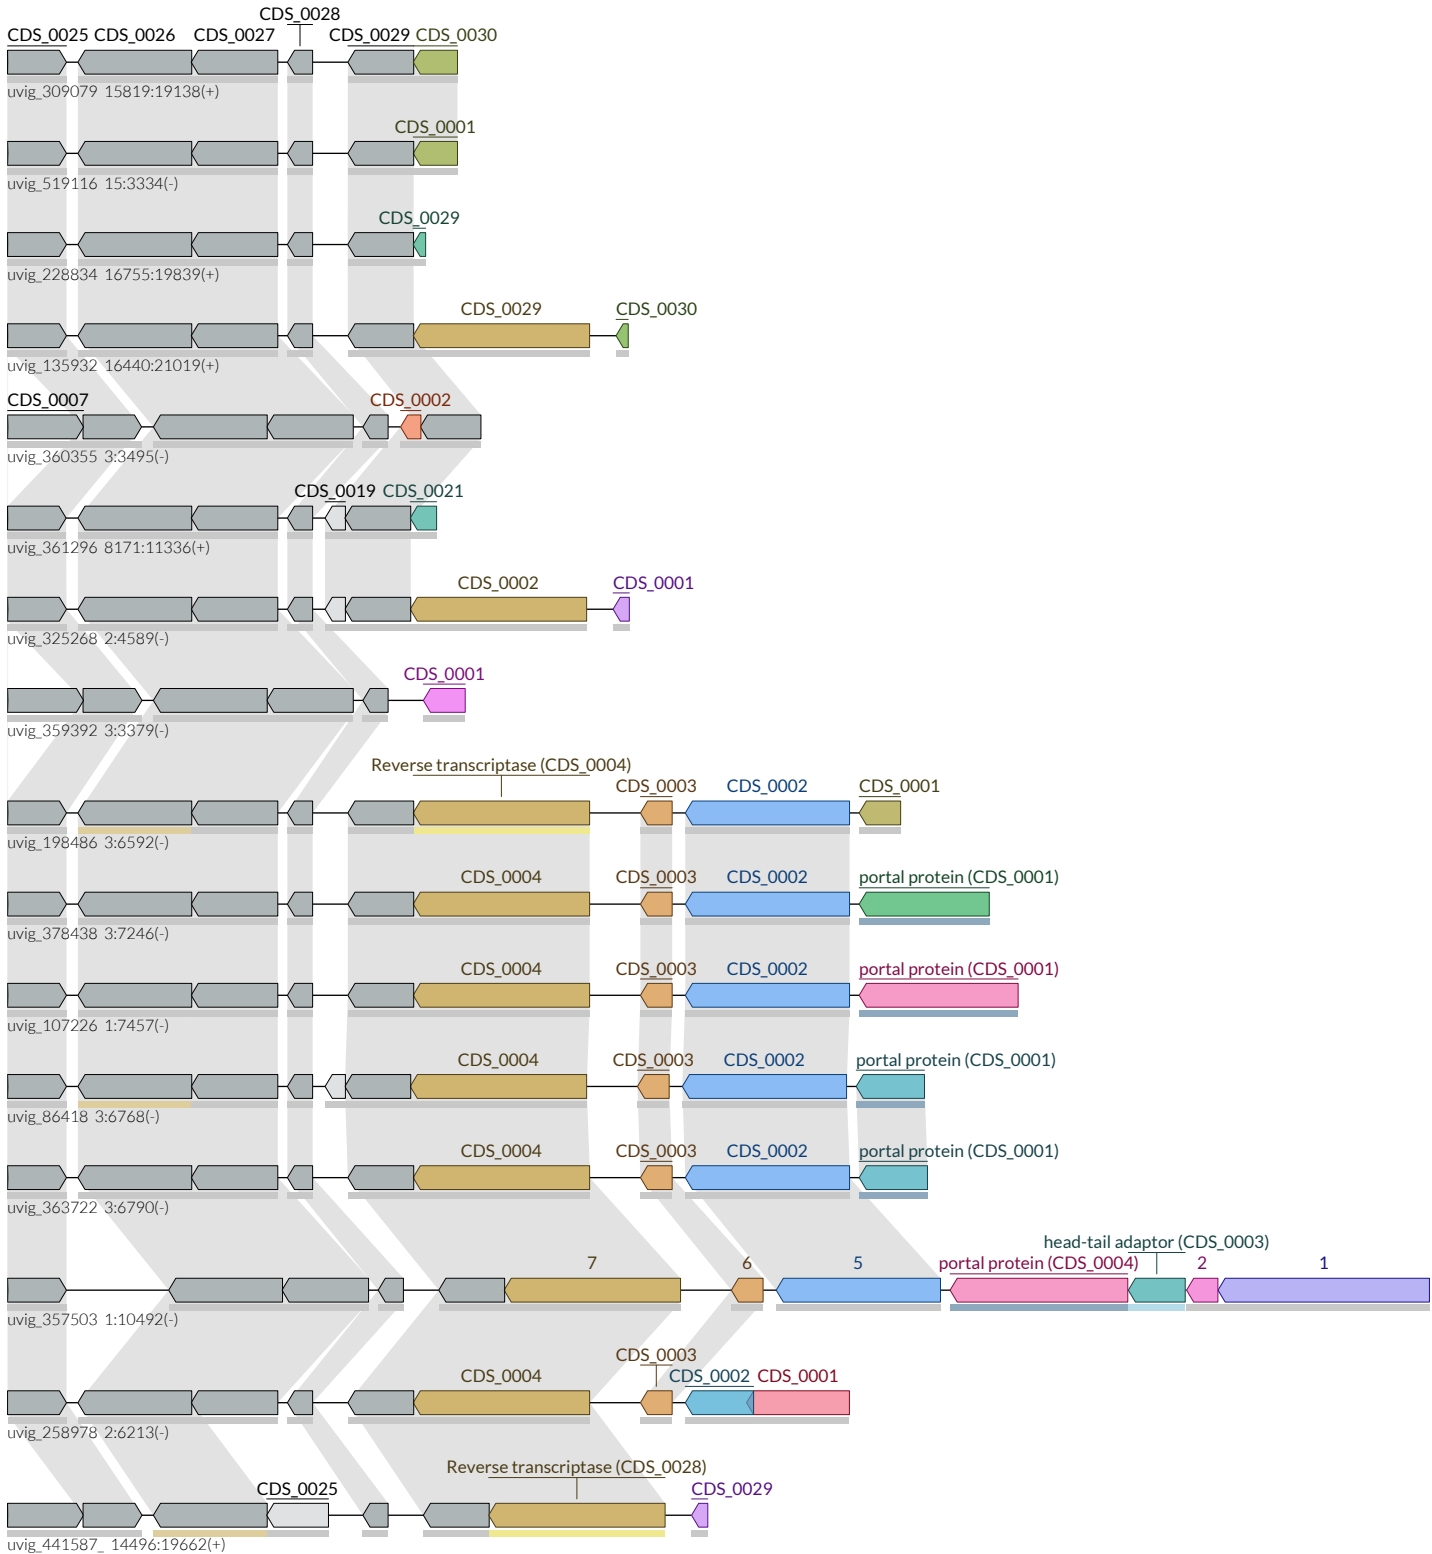 CDS_0028
CDS_0025 CDS_0026 CDS_0027 CDS_0029 CDS_0030
uvig_309079 15819:19138(+)
CDS_0001
uvig_519116 15:3334(-)
CDS_0029
uvig_228834 16755:19839(+)
CDS_0029 CDS_0030
uvig_135932 16440:21019(+)
CDS_0007 CDS_0002
uvig_360355 3:3495(-)
CDS_0019 CDS_0021
uvig_361296 8171:11336(+)
CDS_0002 CDS_0001
uvig_325268 2:4589(-)
CDS_0001
uvig_359392 3:3379(-)
Reverse transcriptase (CDS_0004)
CDS_0003 CDS_0002 CDS_0001
uvig_198486 3:6592(-)
CDS_0004 CDS_0003 CDS_0002 portal protein (CDS_0001)
uvig_378438 3:7246(-)
CDS_0004 CDS_0003 CDS_0002 portal protein (CDS_0001)
uvig_107226 1:7457(-)
CDS_0004 CDS_0003 CDS_0002 portal protein (CDS_0001)
uvig_86418 3:6768(-)
CDS_0004 CDS_0003 CDS_0002 portal protein (CDS_0001)
uvig_363722 3:6790(-)
head-tail adaptor (CDS_0003)
7 6 5 portal protein (CDS_0004) 2 1
uvig_357503 1:10492(-)
CDS_0003
CDS_0004 CDS_0002 CDS_0001
uvig_258978 2:6213(-)
Reverse transcriptase (CDS_0028)
CDS_0025 CDS_0029
uvig_441587_ 14496:19662(+)